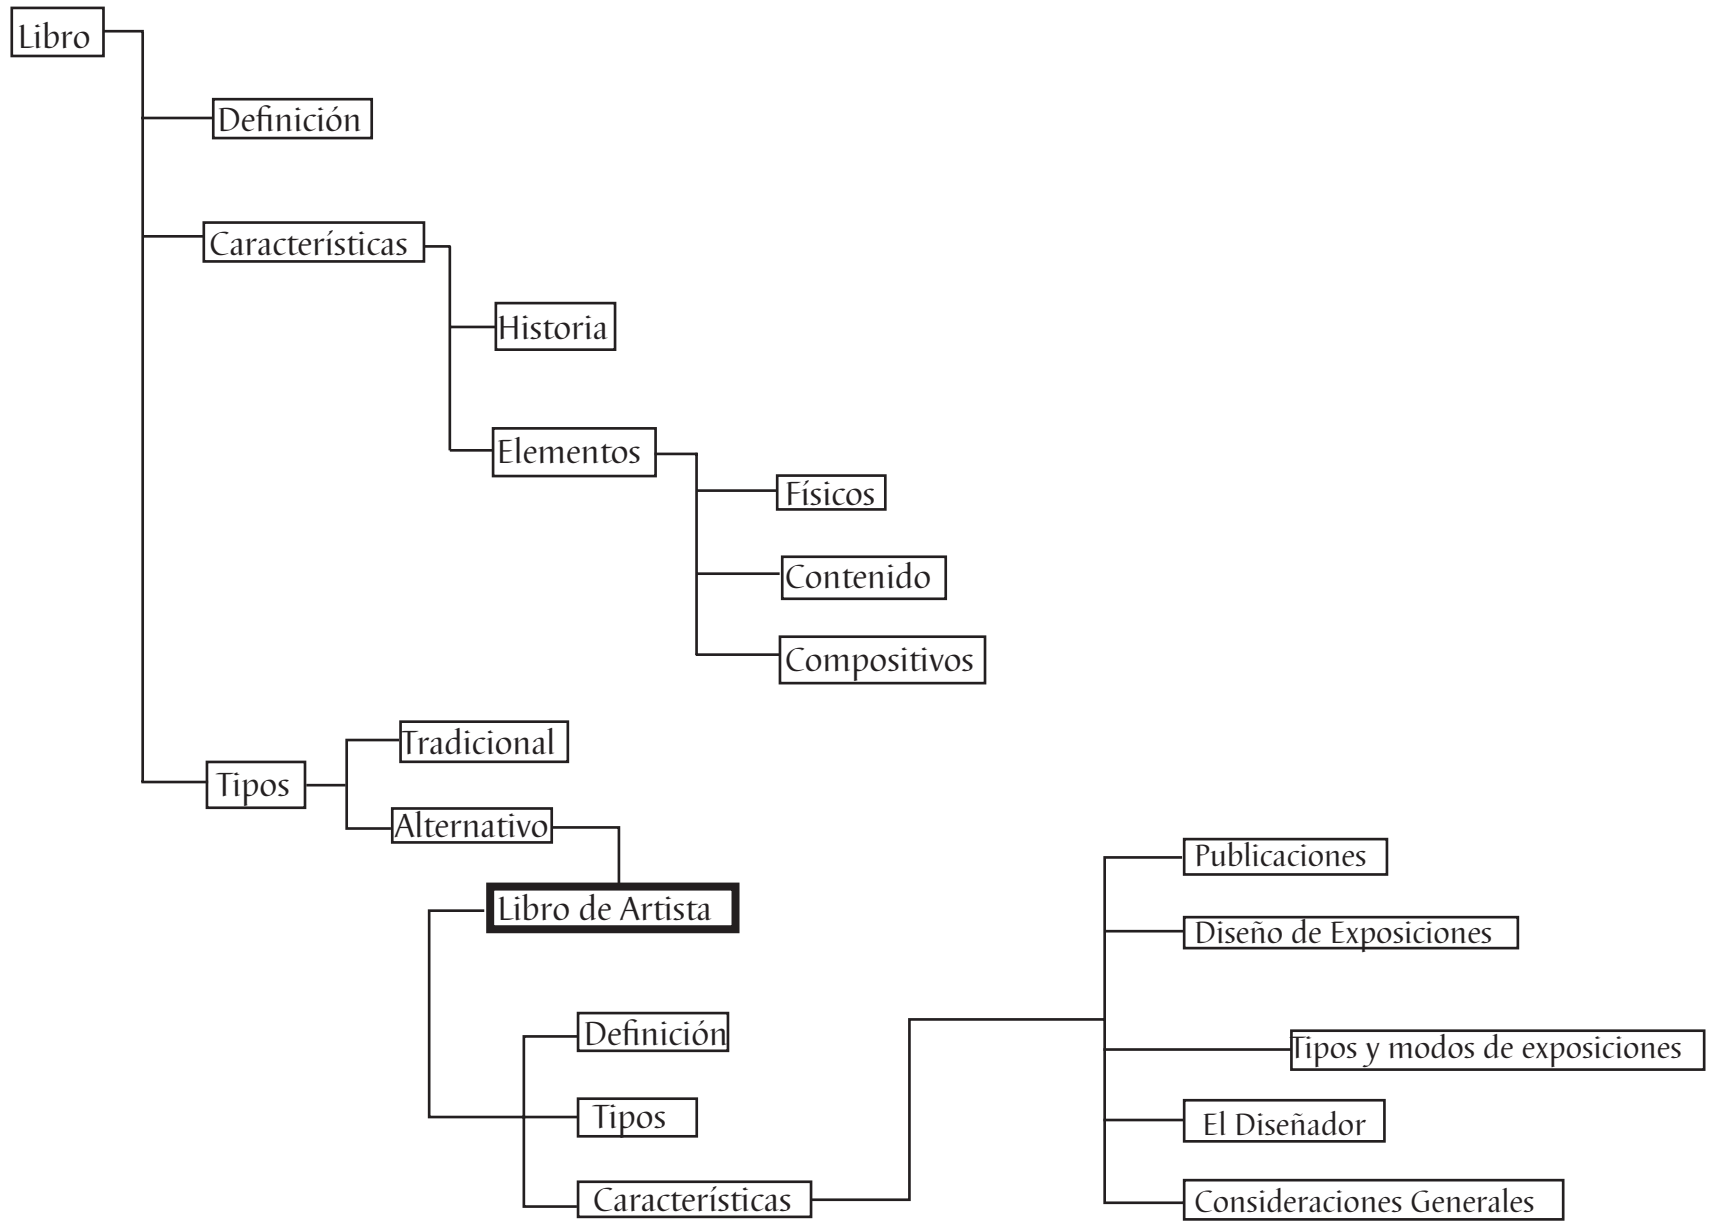 Libro
Definición
Características
Historia
Elementos
Físicos
Contenido
Compositivos
Tradicional
Tipos
Alternativo
Libro de Artista
Definición
Tipos
Características
Publicaciones
Diseño de Exposiciones
Tipos y modos de exposiciones
El Diseñador
Consideraciones Generales